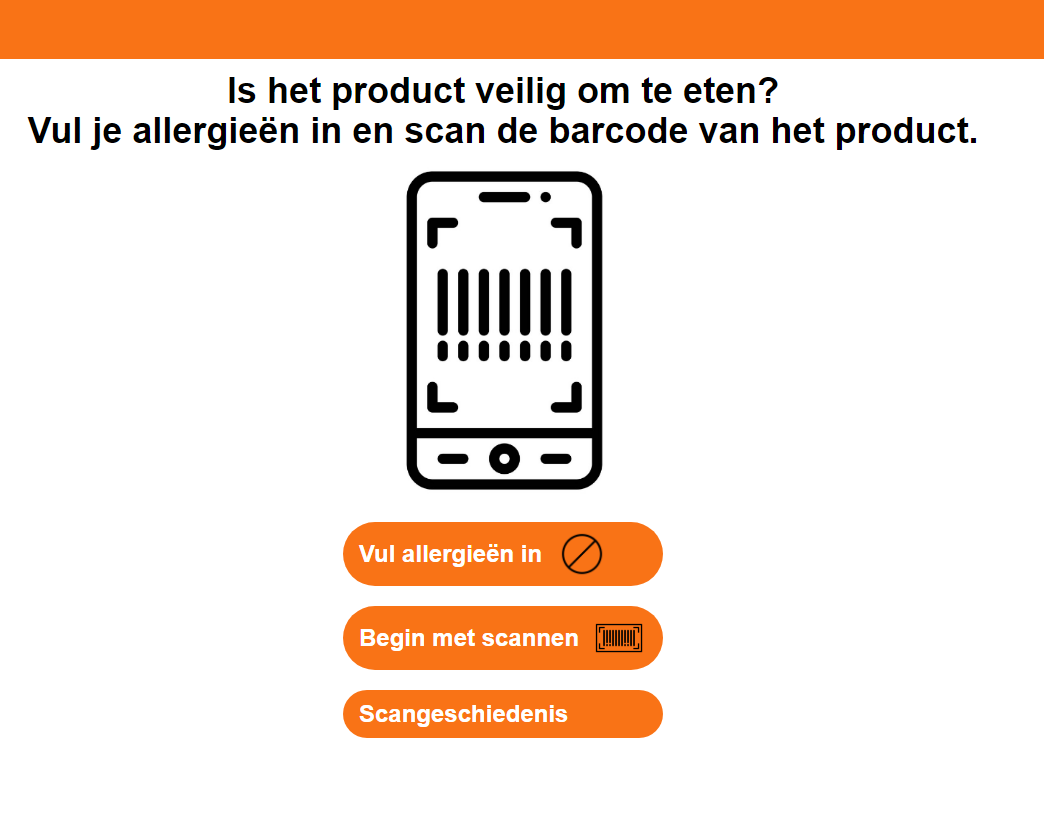 Is het product veilig om te eten?
Vul je allergieën in en scan de barcode van het product.
Vul allergieën in
Begin met scannen
Scangeschiedenis